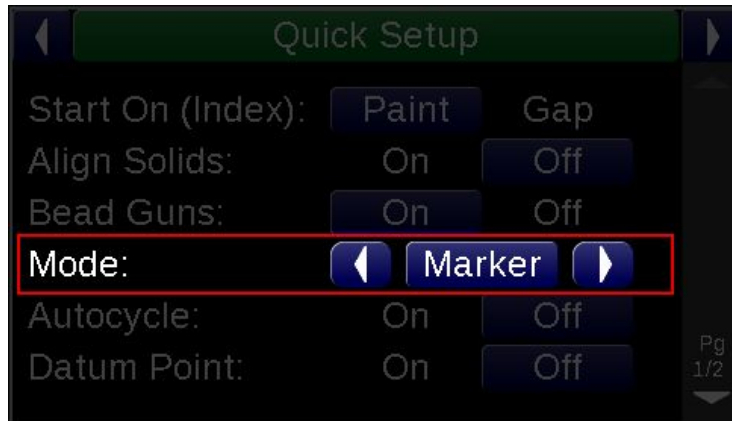 Quick Setup
Start On (Index): Paint Gap
Align Solids: On Off
Bead Guns: On Off
Mode: Marker
Autocycle: On Off
Datum Point: On Off
Pg
1/2